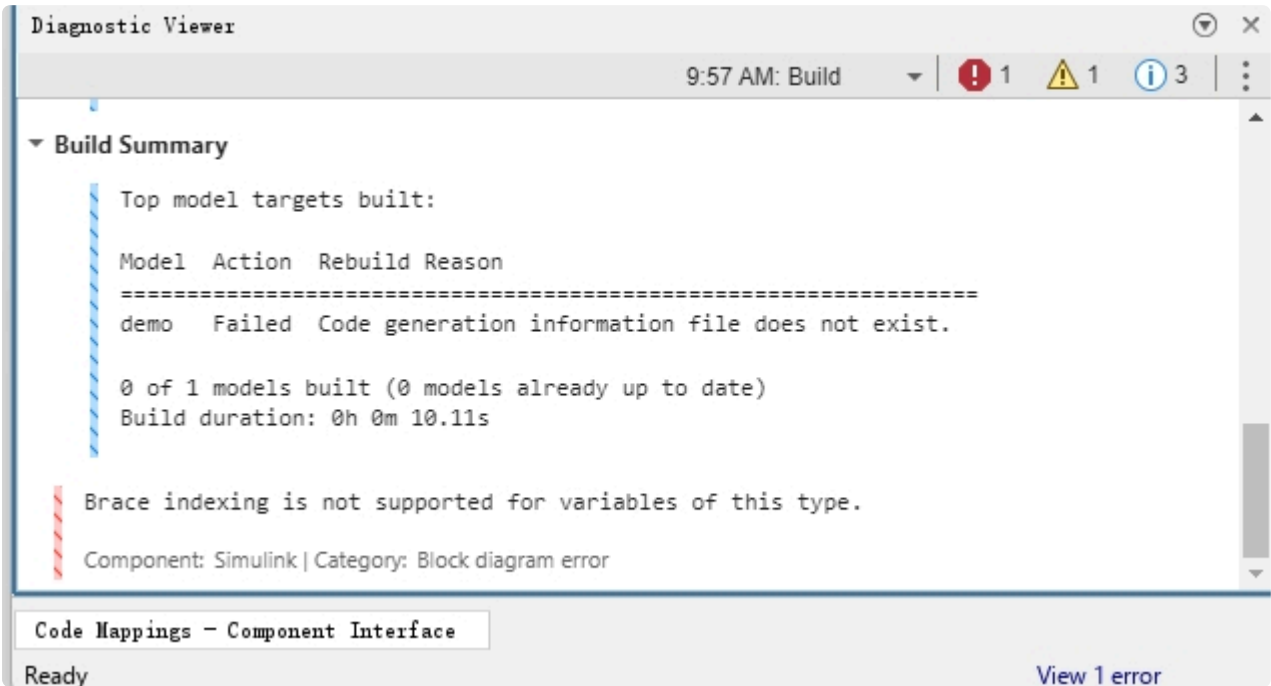 Diagnostic Viewer
9:57 AM: Build 1 1 3
Build Summary
Top model targets built:
Model Action Rebuild Reason
=================================================================
demo Failed Code generation information file does not exist.
0 of 1 models built (0 models already up to date)
Build duration: 0h 0m 10.11s
Brace indexing is not supported for variables of this type.
Component: Simulink | Category: Block diagram error
Code Mappings - Component Interface
Ready View 1 error